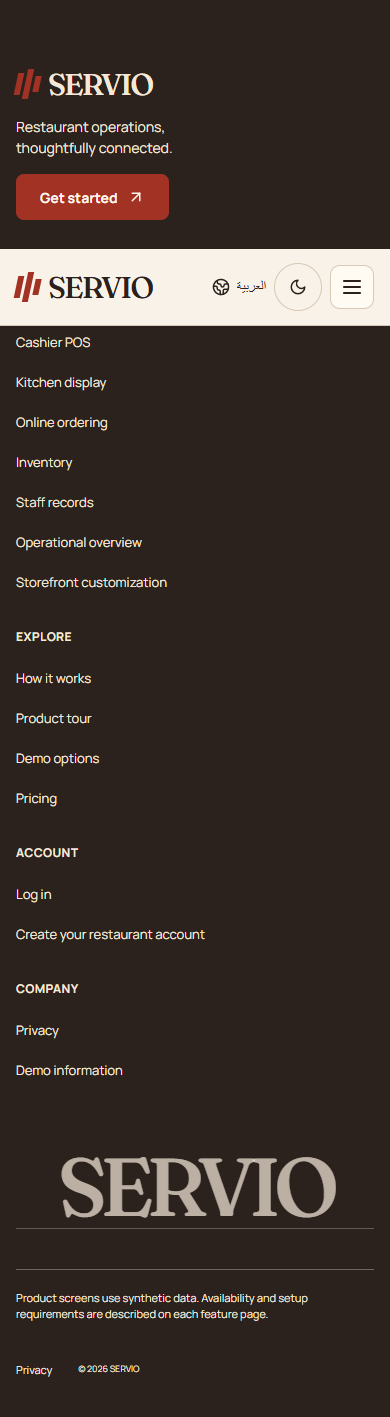 SERVIO
Restaurant operations,
thoughtfully connected.
Get started
SERVIO
العربية
Cashier POS
Kitchen display
Online ordering
Inventory
Staff records
Operational overview
Storefront customization
EXPLORE
How it works
Product tour
Demo options
Pricing
ACCOUNT
Log in
Create your restaurant account
COMPANY
Privacy
Demo information
SERVIO
Product screens use synthetic data. Availability and setup
requirements are described on each feature page.
Privacy
© 2026 SERVIO